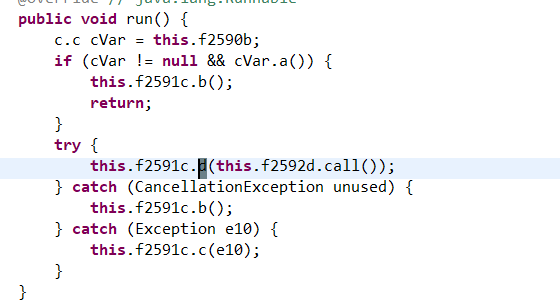 @Override // java.lang.Runnable
public void run() {
c.c cVar = this.f2590b;
if (cVar != null && cVar.a()) {
this.f2591c.b();
return;
}
try {
this.f2591c.d(this.f2592d.call());
} catch (CancellationException unused) {
this.f2591c.b();
} catch (Exception e10) {
this.f2591c.c(e10);
}
}